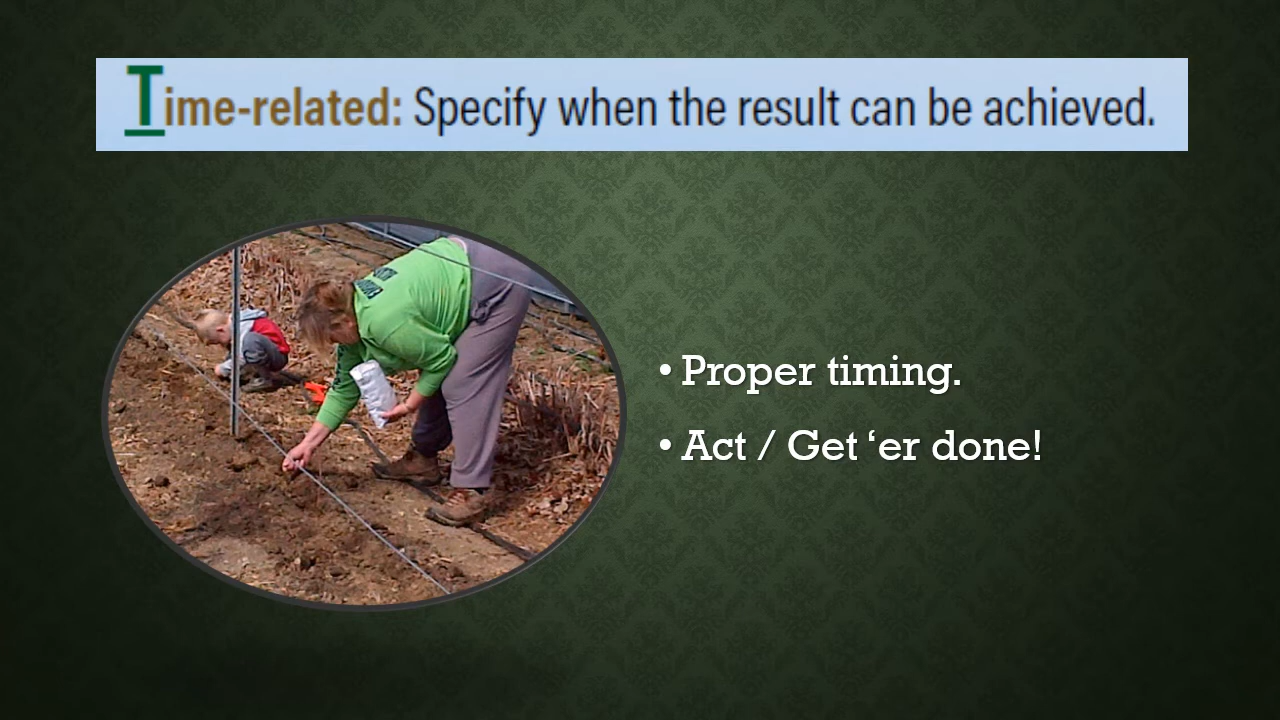 Time-related: Specify when the result can be achieved.
• Proper timing.
• Act / Get ‘er done!